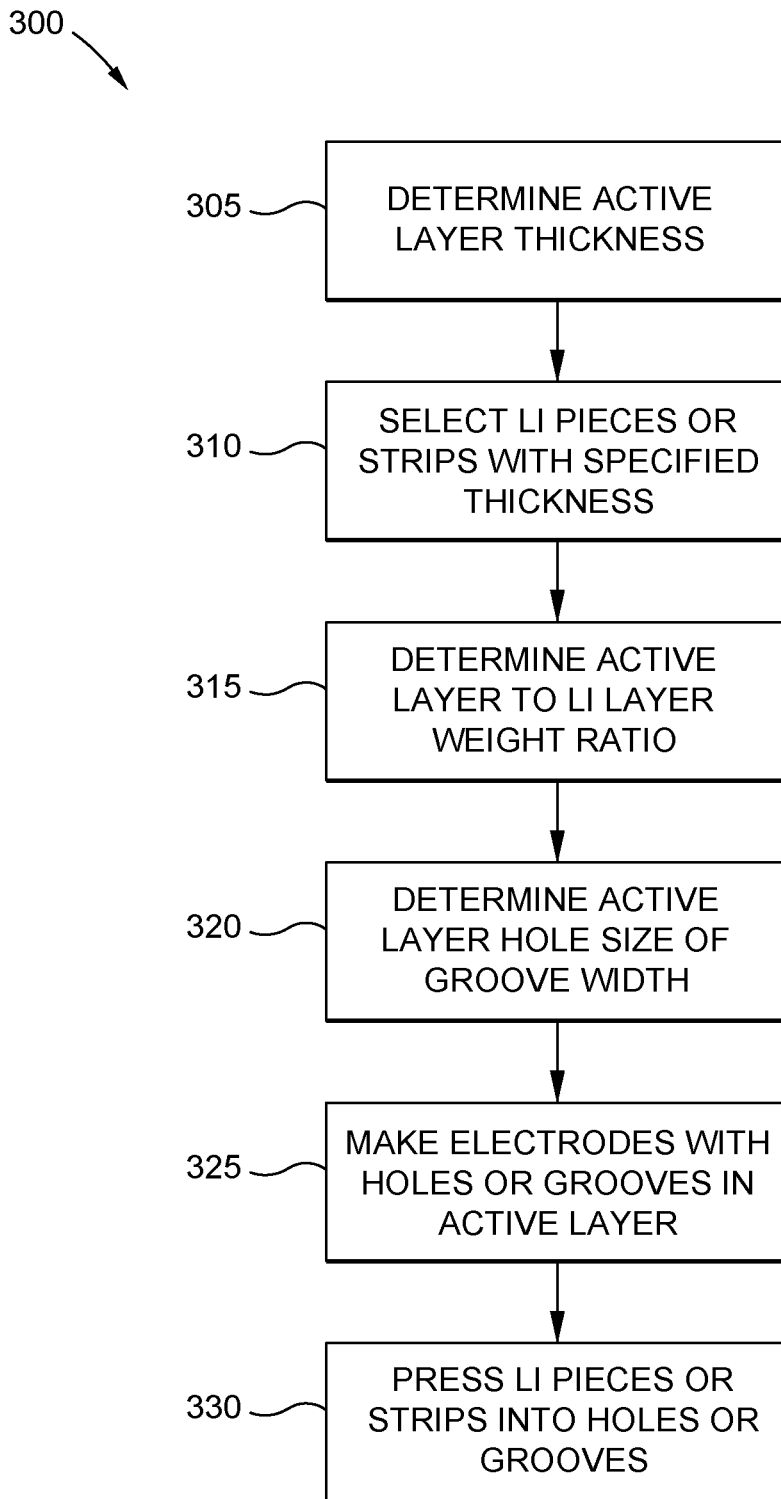 300
305
DETERMINE ACTIVE
LAYER THICKNESS
310
SELECT LI PIECES OR
STRIPS WITH SPECIFIED
THICKNESS
315
DETERMINE ACTIVE
LAYER TO LI LAYER
WEIGHT RATIO
320
DETERMINE ACTIVE
LAYER HOLE SIZE OF
GROOVE WIDTH
325
MAKE ELECTRODES WITH
HOLES OR GROOVES IN
ACTIVE LAYER
330
PRESS LI PIECES OR
STRIPS INTO HOLES OR
GROOVES